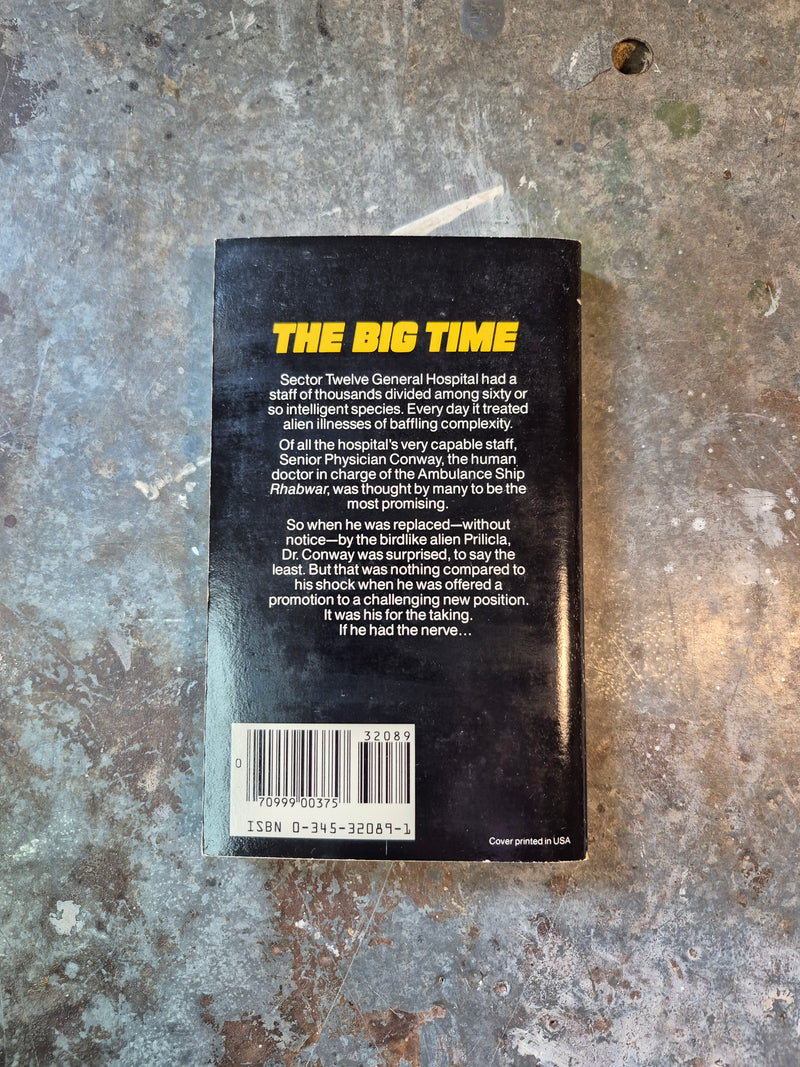 THE BIG TIME
Sector Twelve General Hospital had a
staff of thousands divided among sixty or
so intelligent species. Every day it treated
alien illnesses of baffling complexity.
Of all the hospital's very capable staff,
Senior Physician Conway, the human
doctor in charge of the Ambulance Ship
Rhabwar, was thought by many to be the
most promising.
So when he was replaced—without
notice—by the birdlike alien Prilicla,
Dr. Conway was surprised, to say the
least. But that was nothing compared to
his shock when he was offered a
promotion to a challenging new position.
It was his for the taking.
If he had the nerve...
32089
0
70999 00375
ISBN 0-345-32089-1
Cover printed in USA